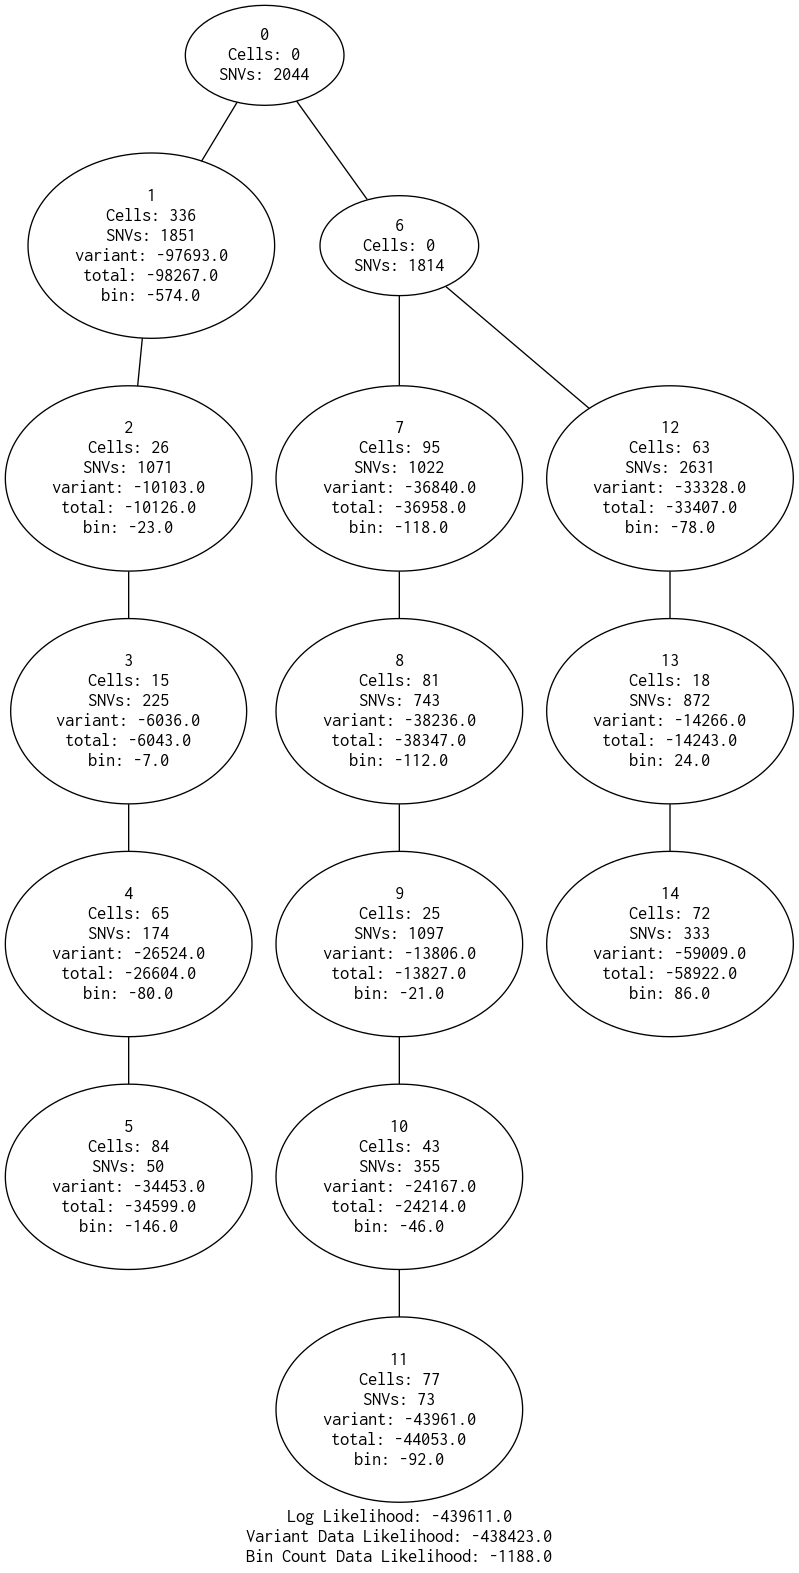 0
Cells: 0
SNVs: 2044
1
Cells: 336
SNVs: 1851
variant: -97693.0
total: -98267.0
bin: -574.0
6
Cells: 0
SNVs: 1814
2
Cells: 26
SNVs: 1071
variant: -10103.0
total: -10126.0
bin: -23.0
7
Cells: 95
SNVs: 1022
variant: -36840.0
total: -36958.0
bin: -118.0
12
Cells: 63
SNVs: 2631
variant: -33328.0
total: -33407.0
bin: -78.0
3
Cells: 15
SNVs: 225
variant: -6036.0
total: -6043.0
bin: -7.0
8
Cells: 81
SNVs: 743
variant: -38236.0
total: -38347.0
bin: -112.0
13
Cells: 18
SNVs: 872
variant: -14266.0
total: -14243.0
bin: 24.0
4
Cells: 65
SNVs: 174
variant: -26524.0
total: -26604.0
bin: -80.0
9
Cells: 25
SNVs: 1097
variant: -13806.0
total: -13827.0
bin: -21.0
14
Cells: 72
SNVs: 333
variant: -59009.0
total: -58922.0
bin: 86.0
5
Cells: 84
SNVs: 50
variant: -34453.0
total: -34599.0
bin: -146.0
10
Cells: 43
SNVs: 355
variant: -24167.0
total: -24214.0
bin: -46.0
11
Cells: 77
SNVs: 73
variant: -43961.0
total: -44053.0
bin: -92.0
Log Likelihood: -439611.0
Variant Data Likelihood: -438423.0
Bin Count Data Likelihood: -1188.0